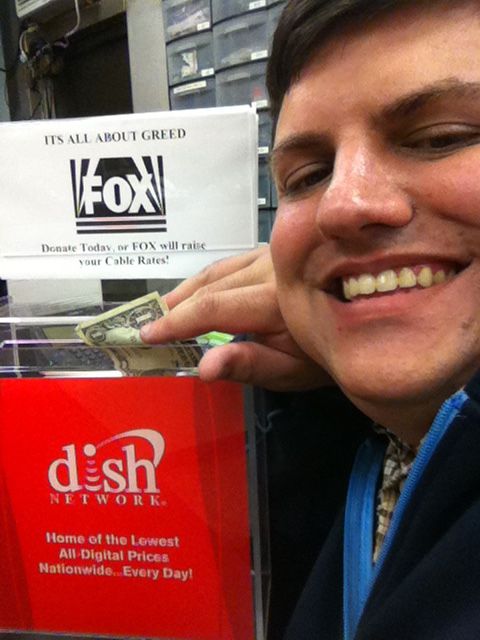 ITS ALL ABOUT GREED
FOX
Donate Today, or FOX will raise
your Cable Rates!
dish
NETWORK®
Home of the Lowest
All-Digital Prices
Nationwide...Every Day!